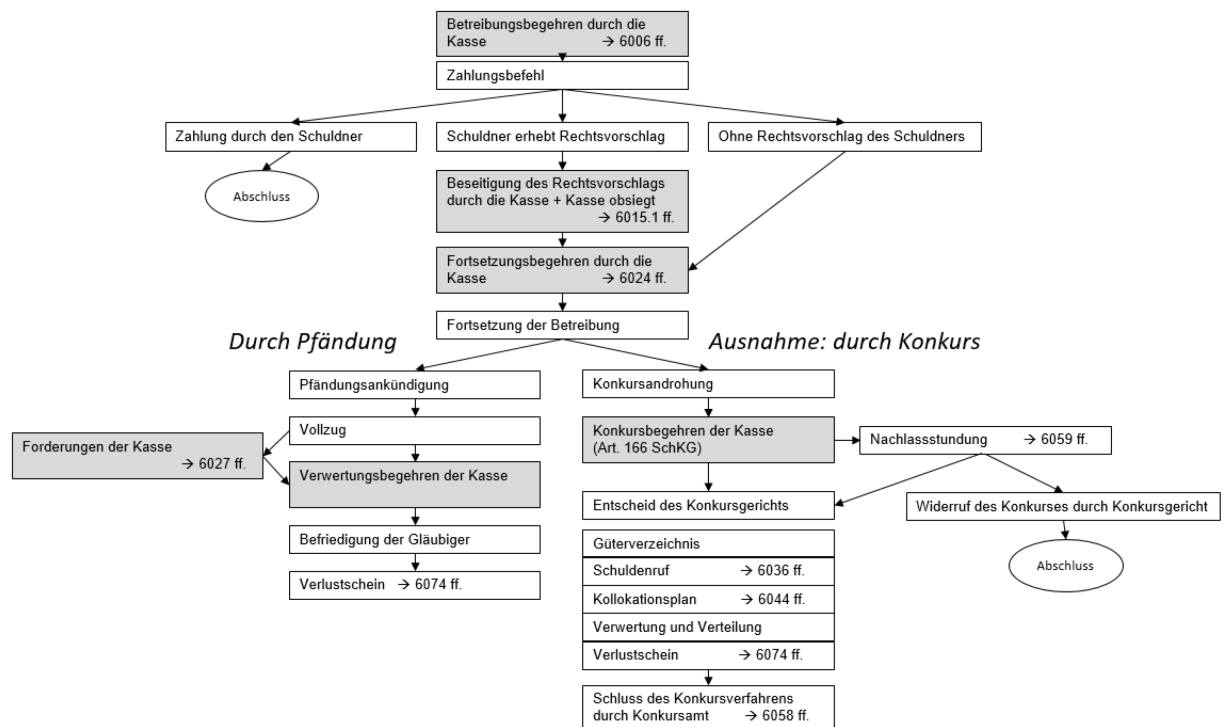 Betreibungsbegehren durch die
Kasse → 6006 ff.
Zahlungsbefehl
Zahlung durch den Schuldner
Schuldner erhebt Rechtsvorschlag
Ohne Rechtsvorschlag des Schuldners
Abschluss
Beseitigung des Rechtsvorschlags
durch die Kasse + Kasse obsiegt
→ 6015.1 ff.
Fortsetzungsbegehren durch die
Kasse → 6024 ff.
Fortsetzung der Betreibung
Durch Pfändung
Pfändungsankündigung
Vollzug
Forderungen der Kasse
→ 6027 ff.
Verwertungsbegehren der Kasse
Befriedigung der Gläubiger
Verlustschein → 6074 ff.
Ausnahme: durch Konkurs
Konkursandrohung
Konkursbegehren der Kasse
(Art. 166 SchKG)
Nachlassstundung → 6059 ff.
Entscheid des Konkursgerichts
Widerruf des Konkurses durch Konkursgericht
Abschluss
Güterverzeichnis
Schuldenruf → 6036 ff.
Kollokationsplan → 6044 ff.
Verwertung und Verteilung
Verlustschein → 6074 ff.
Schluss des Konkursverfahrens
durch Konkursamt → 6058 ff.